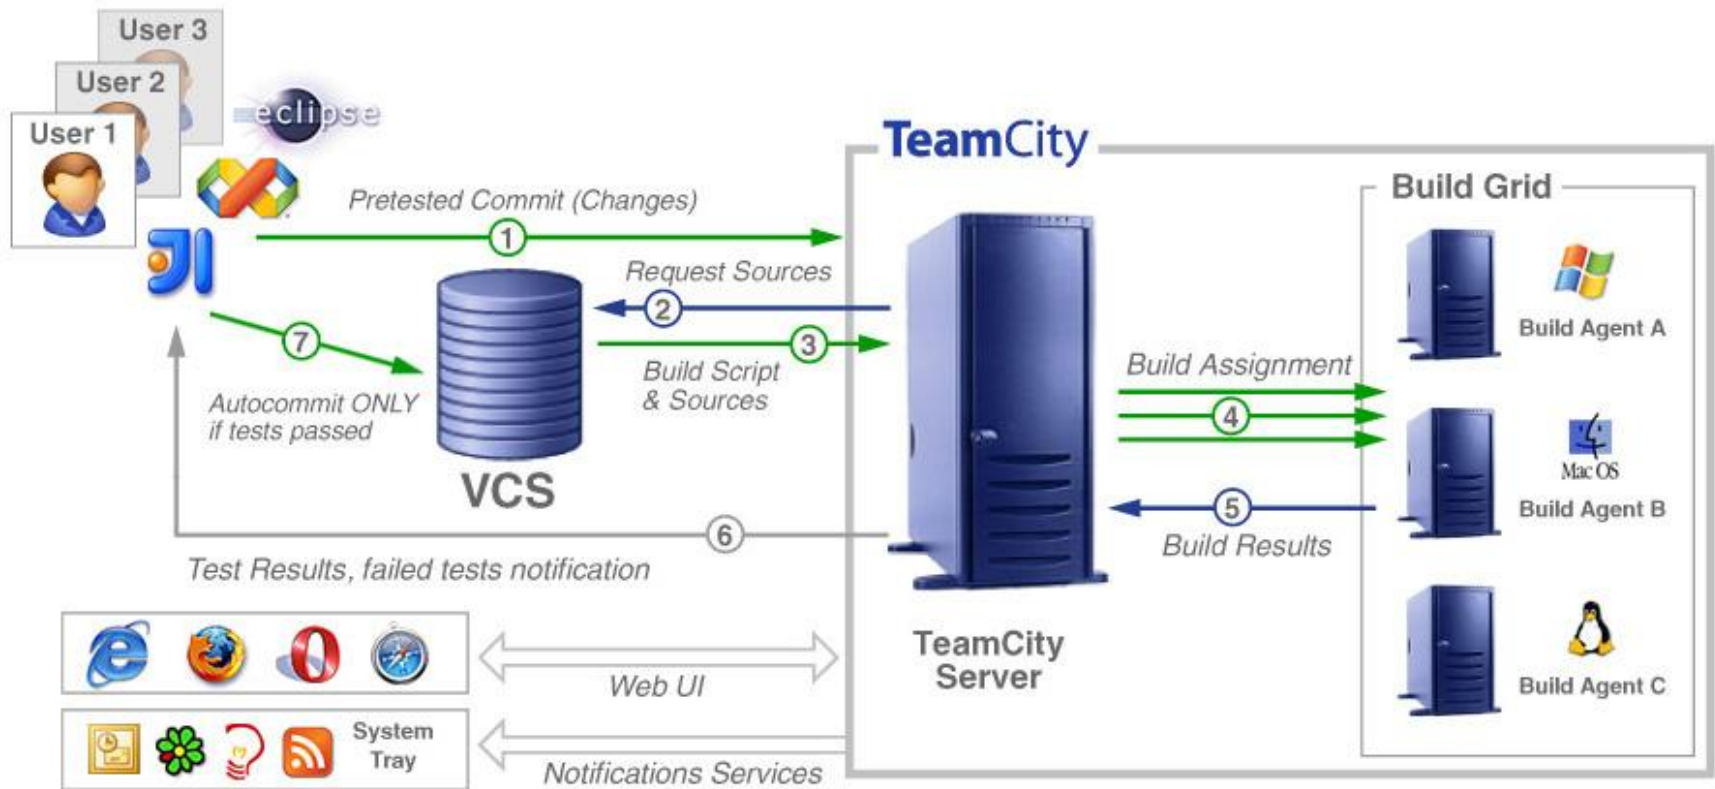 User 3
User 2
User 1
eclipse
TeamCity
Build Grid
Pretested Commit (Changes)
1
Request Sources
2
Build Agent A
7
3
Build Script
& Sources
Build Assignment
Autocommit ONLY
if tests passed
4
Mac OS
VCS
Build Agent B
5
6
Build Results
Test Results, failed tests notification
TeamCity
Server
Web UI
Build Agent C
System
Tray
Notifications Services